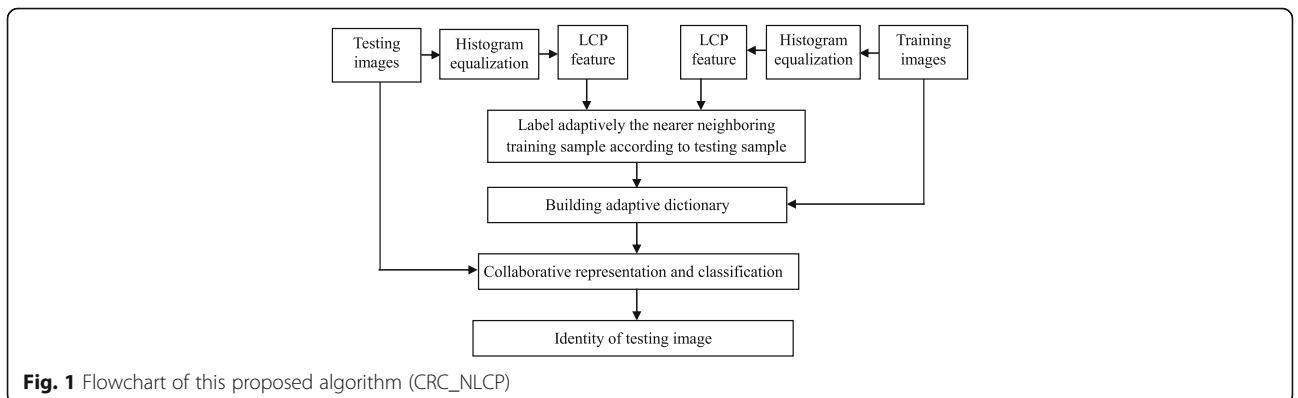 Testing
images
Histogram
equalization
LCP
feature
LCP
feature
Histogram
equalization
Training
images
Label adaptively the nearer neighboring
training sample according to testing sample
Building adaptive dictionary
Collaborative representation and classification
Identity of testing image
Fig. 1 Flowchart of this proposed algorithm (CRC_NLCP)